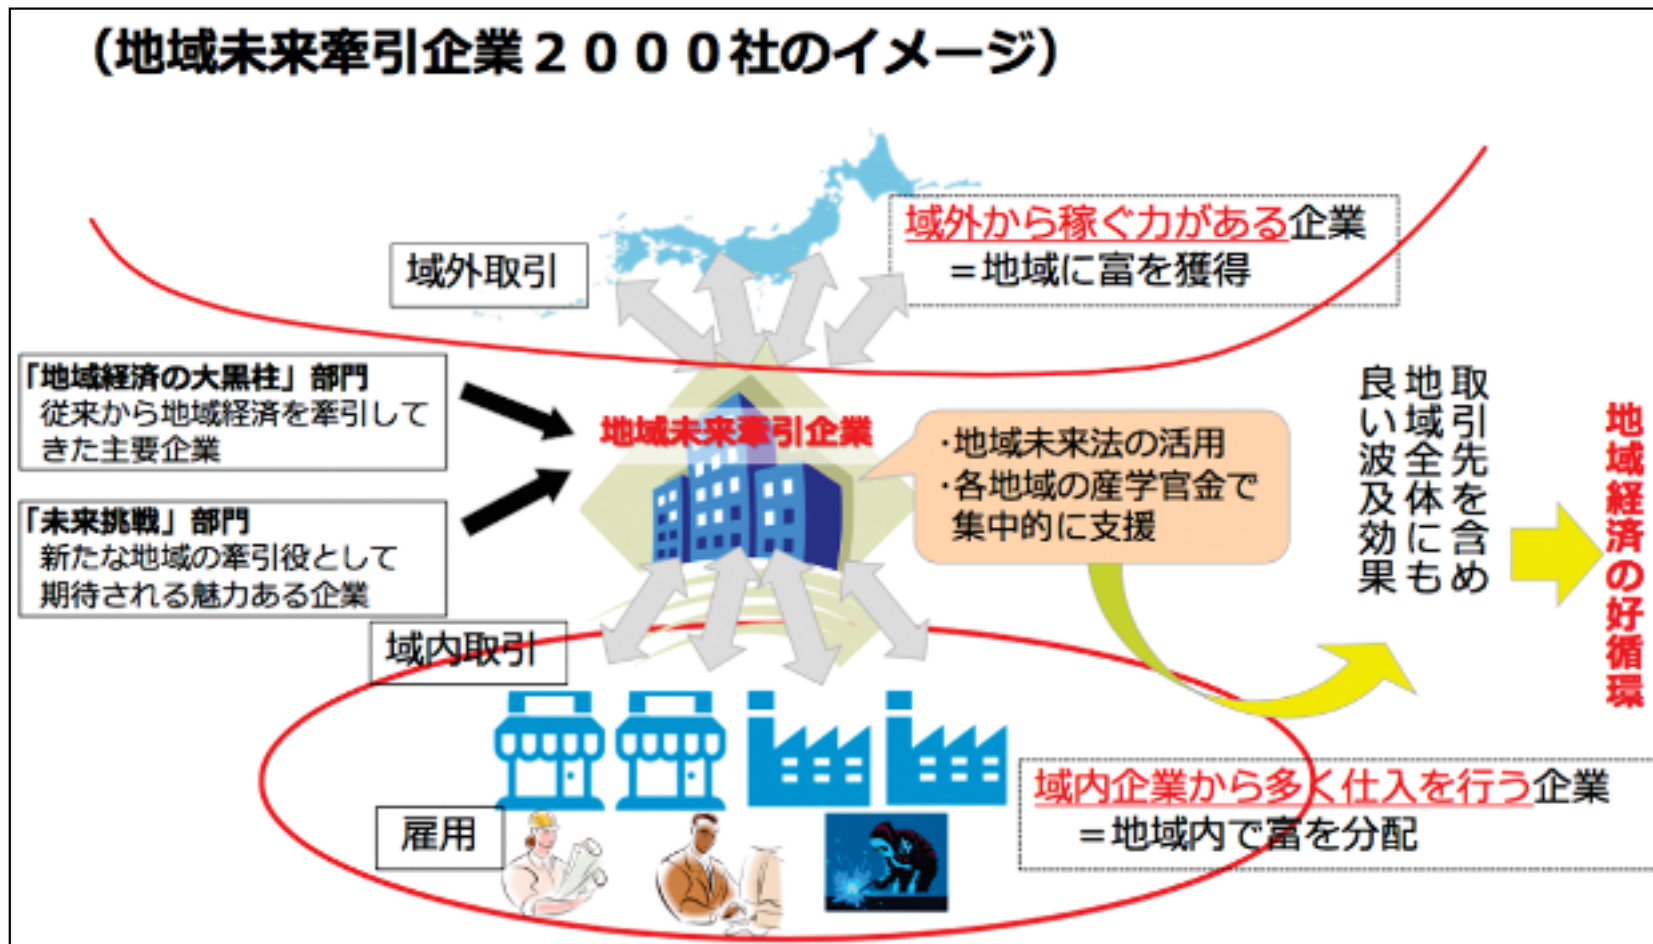 （地域未来牽引企業２０００社のイメージ）
域外取引
域外から稼ぐ力がある企業
＝地域に富を獲得
「地域経済の大黒柱」部門
従来から地域経済を牽引して
きた主要企業
「未来挑戦」部門
新たな地域の牽引役として
期待される魅力ある企業
地域未来牽引企業
・地域未来法の活用
・各地域の産学官金で
集中的に支援
取引先を含め
地域全体にも
良い波及効果
地域経済の好循環
域内取引
雇用
域内企業から多く仕入を行う企業
＝地域内で富を分配